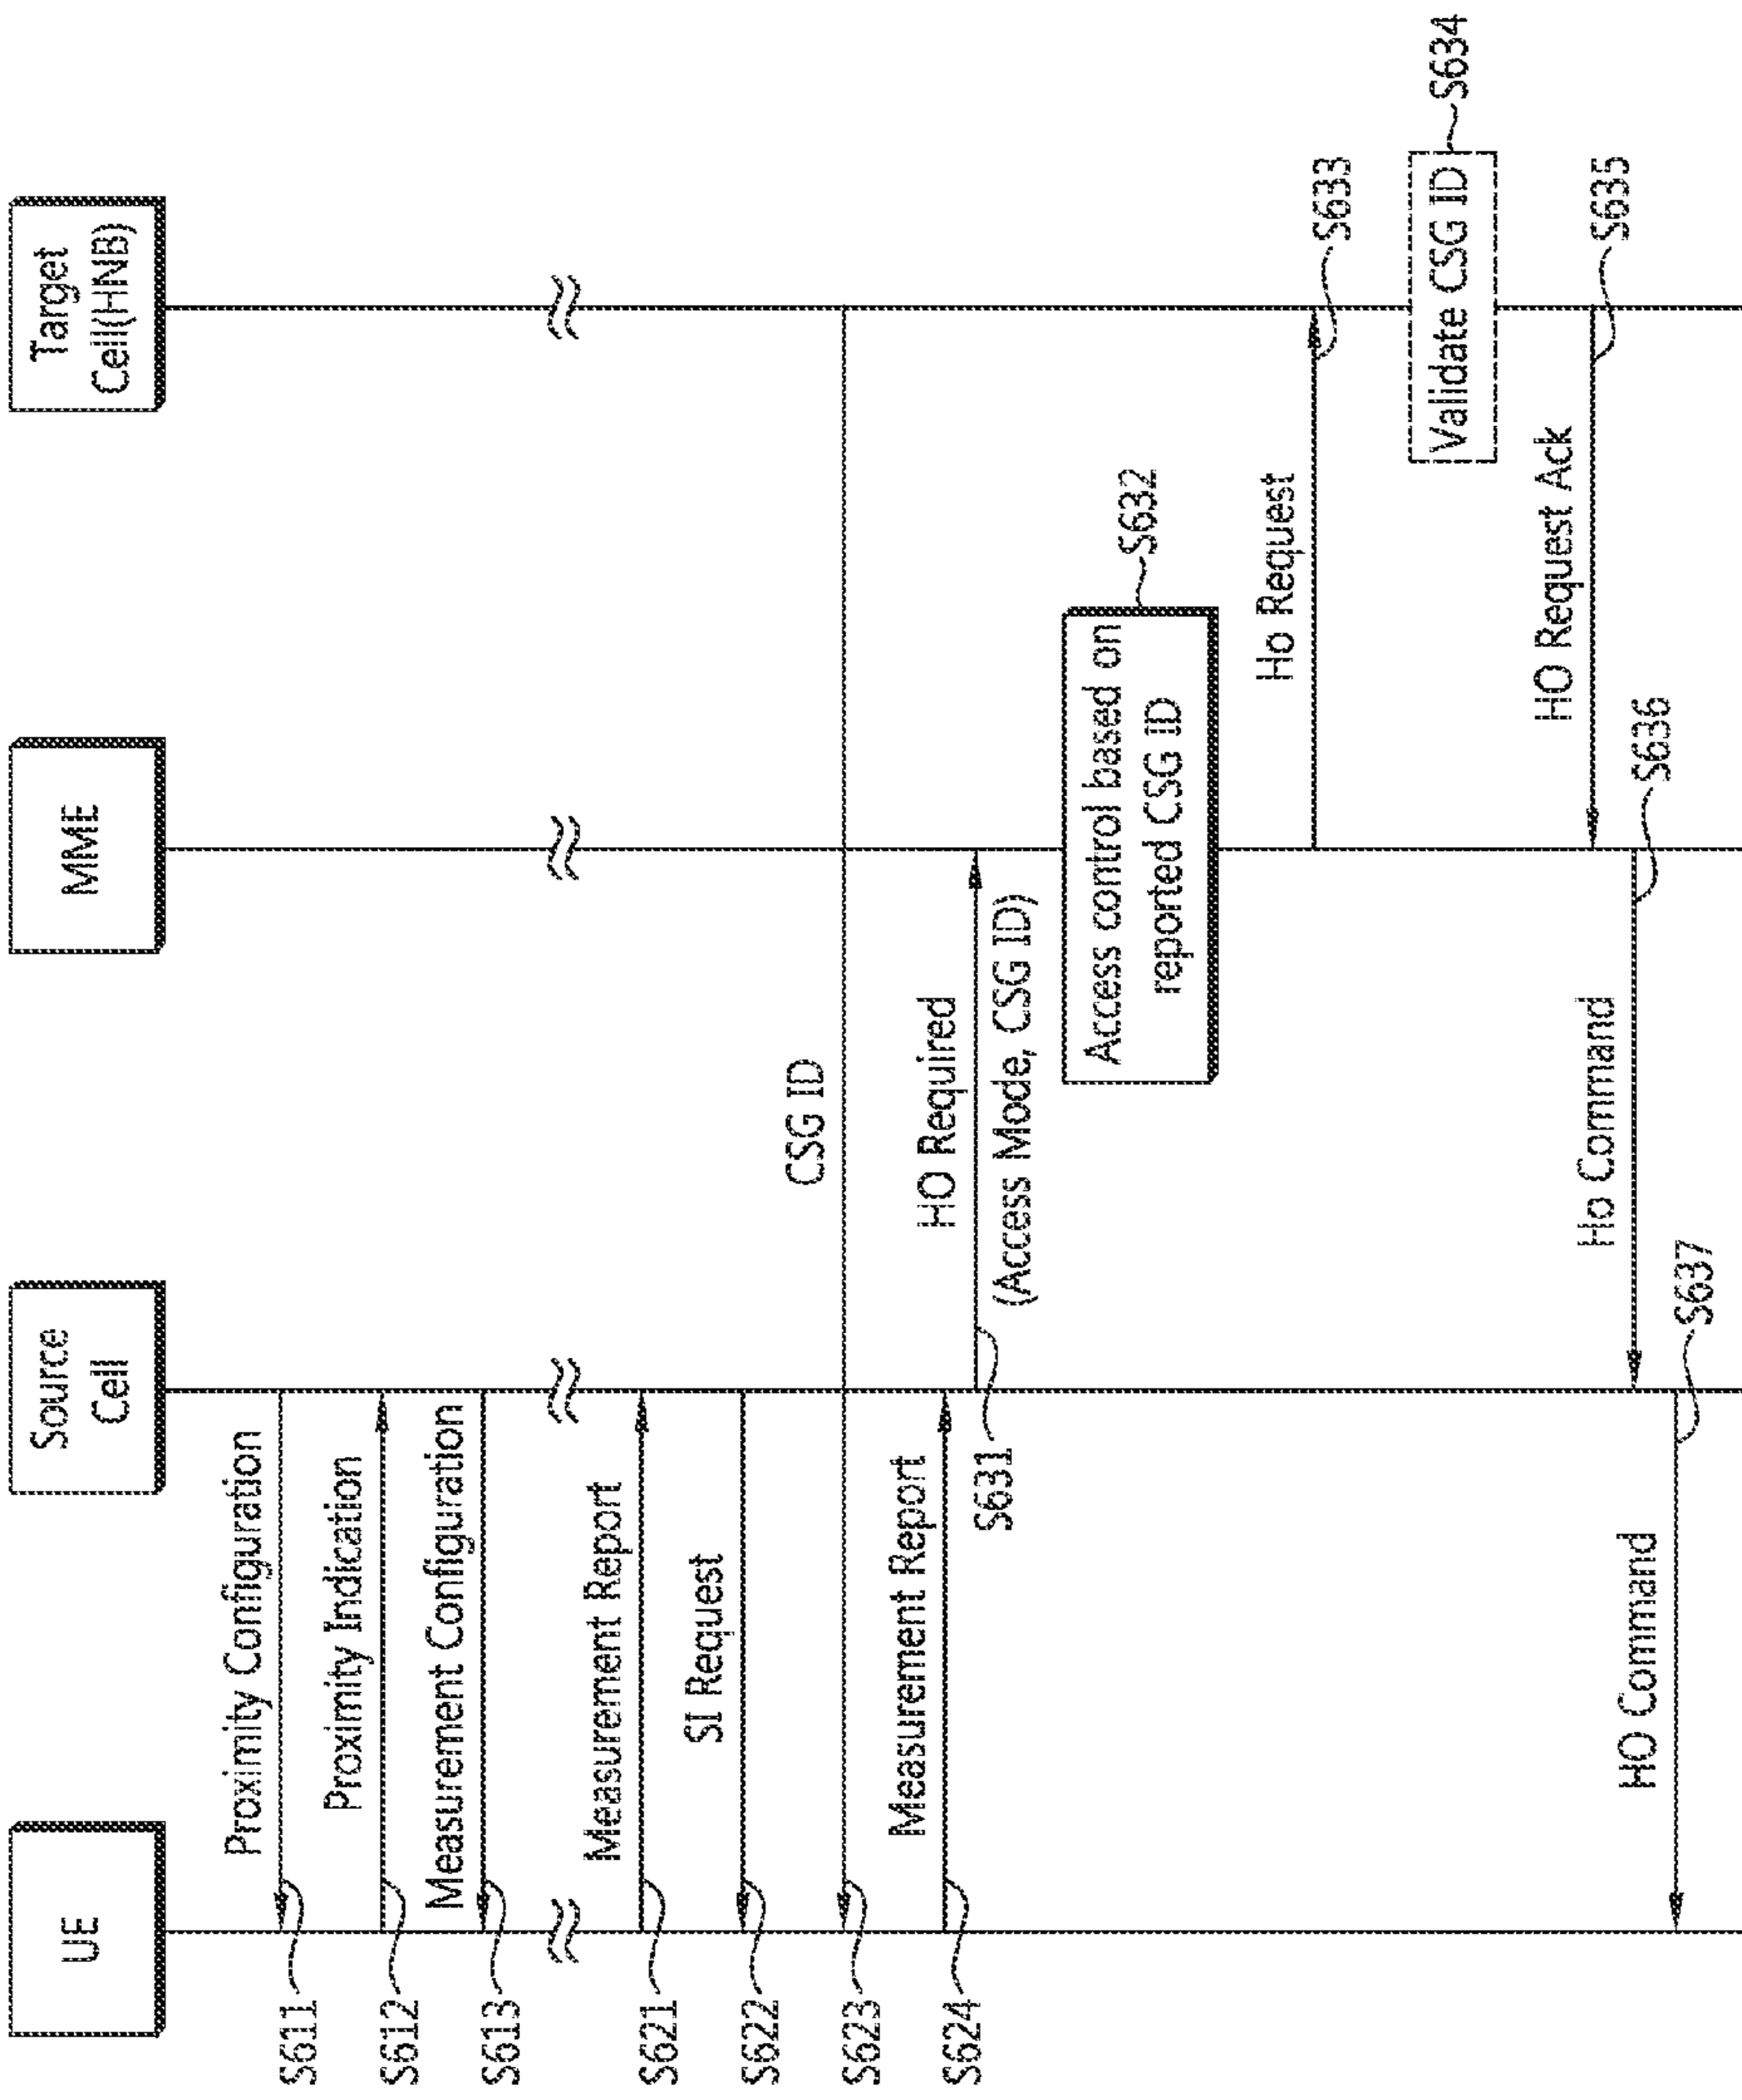 UE
Source
Cell
MME
Target
Cell(HNB)
Proximity Configuration
S611
Proximity Indication
S612
Measurement Configuration
S613
Measurement Report
S621
SI Request
S622
CSG ID
S623
Measurement Report
S624
HO Required
S631
(Access Mode, CSG ID)
Access control based on
reported CSG ID
S632
Ho Request
S633
Validate CSG ID
S634
HO Request Ack
S635
Ho Command
S636
HO Command
S637